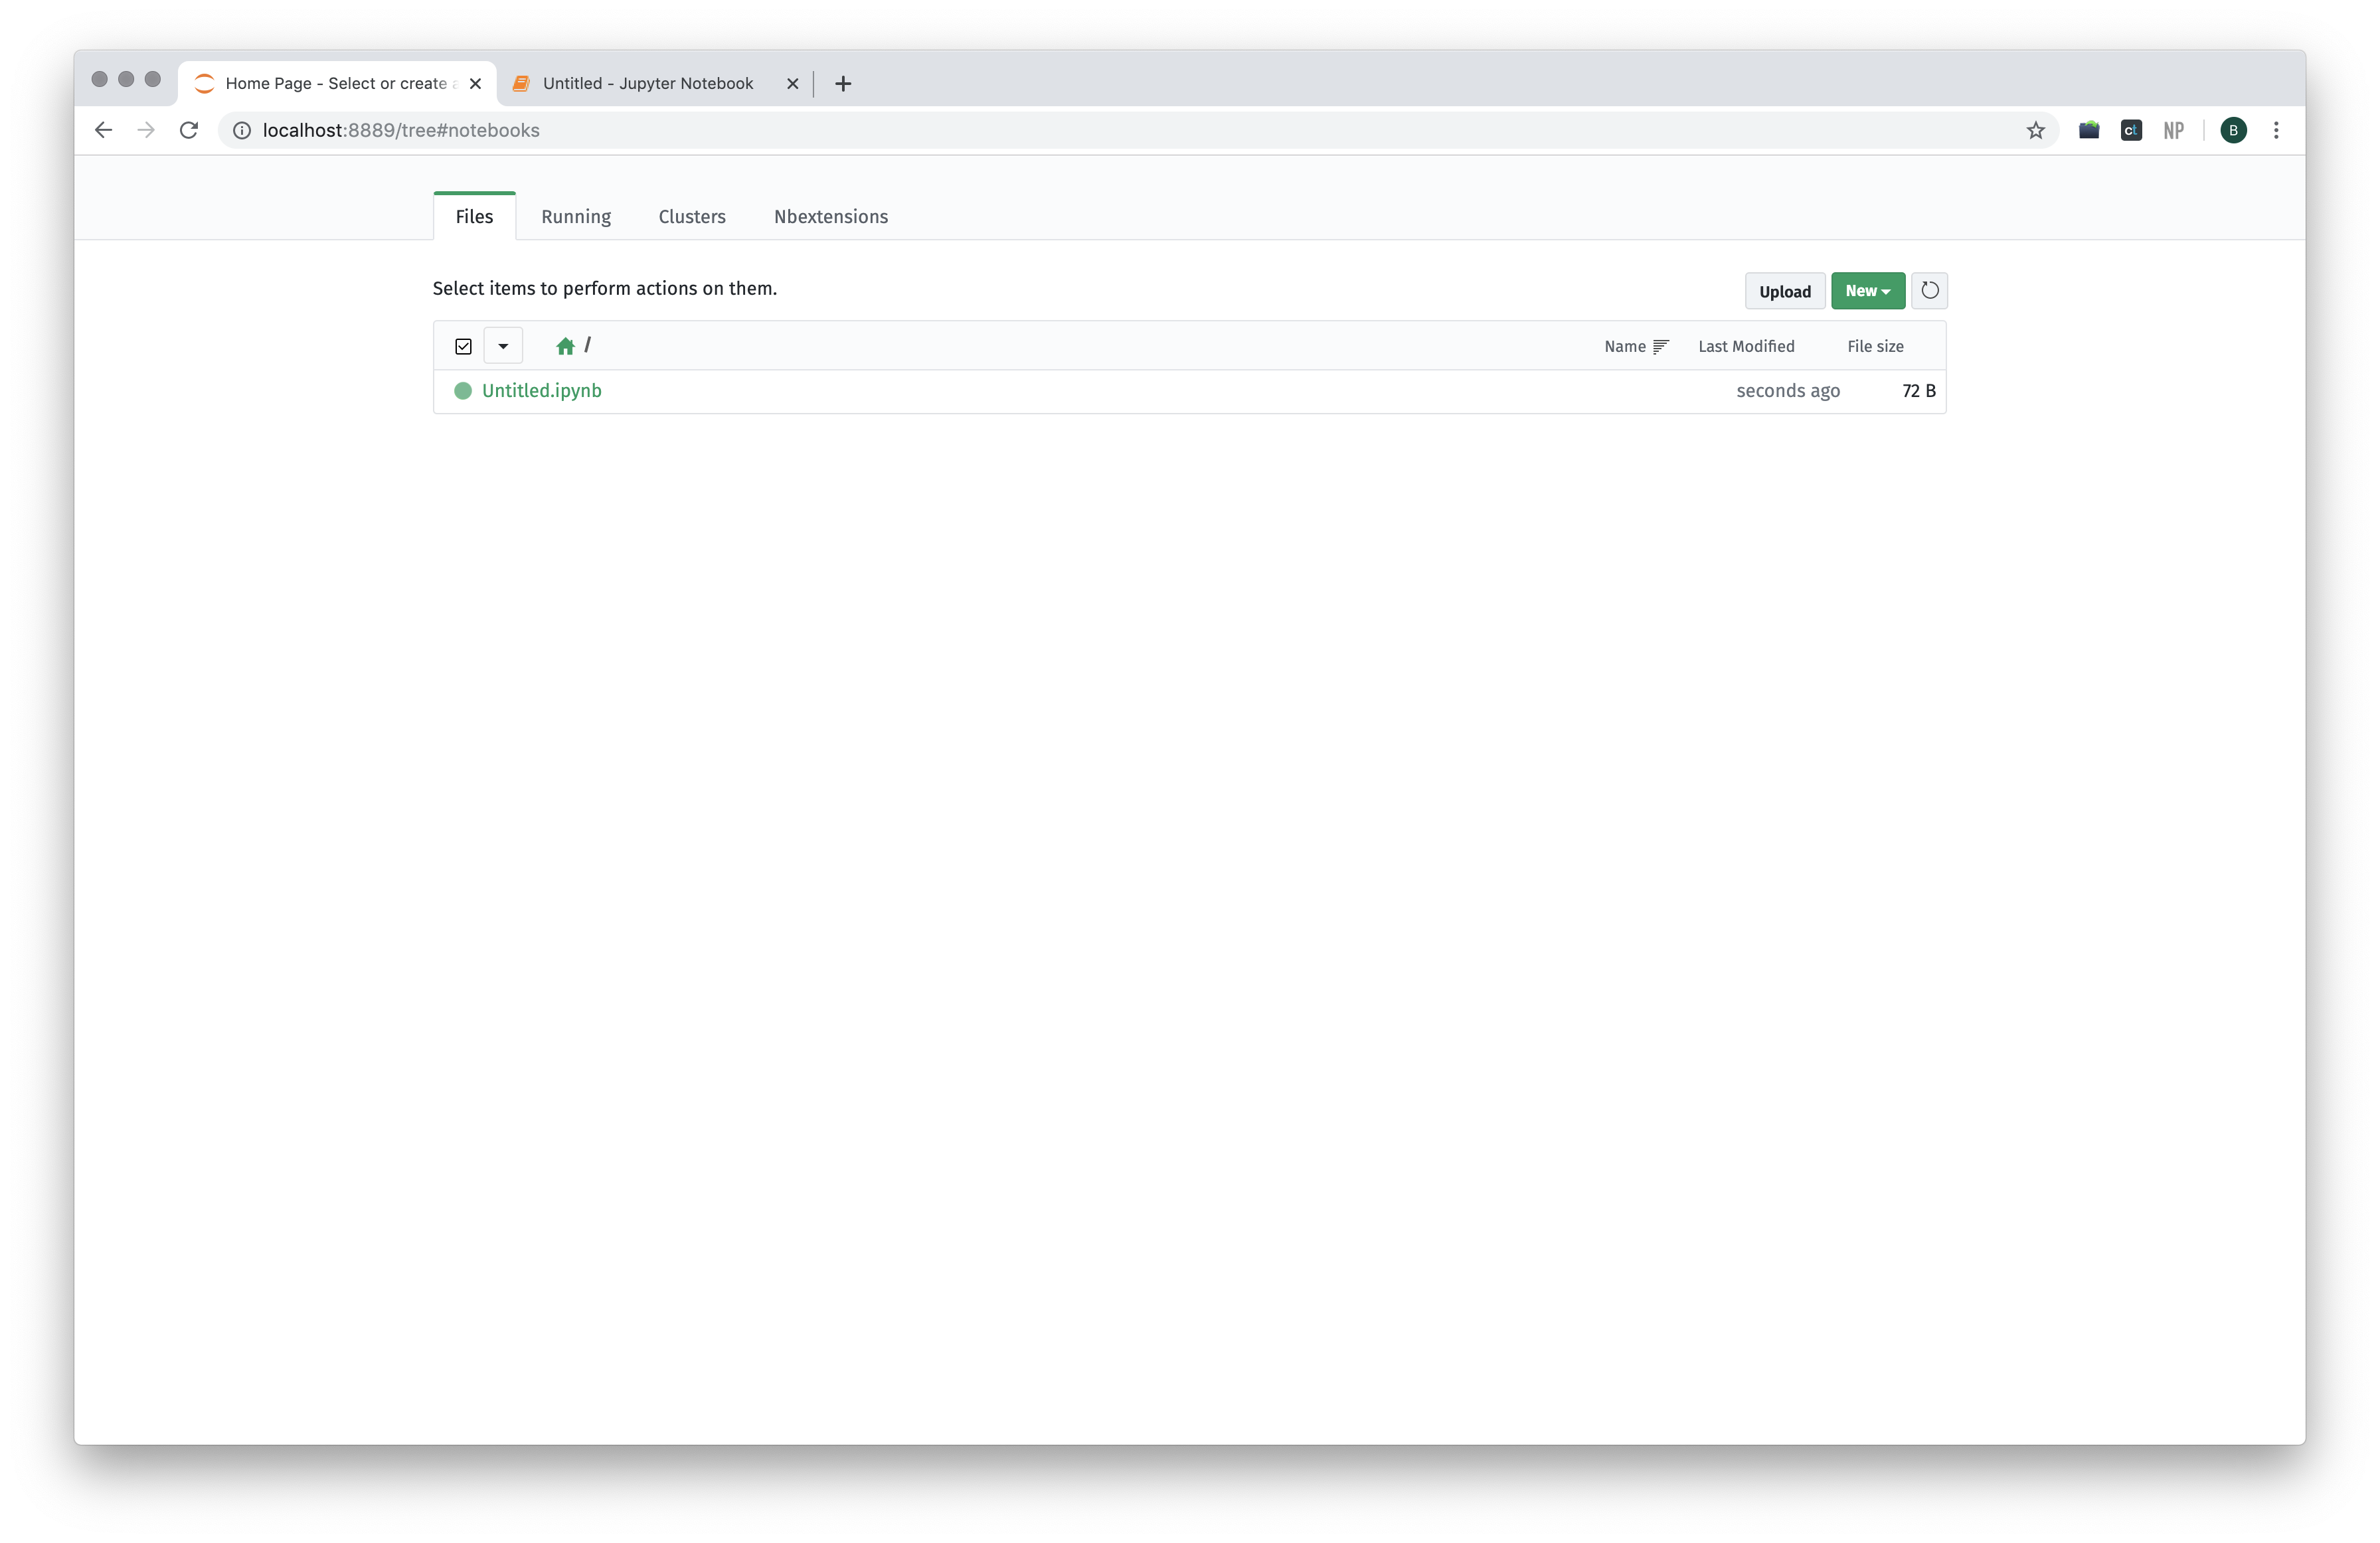 Home Page - Select or create a
Untitled - Jupyter Notebook
localhost:8889/tree#notebooks
ct
NP
B
Files Running Clusters Nbextensions
Select items to perform actions on them.
Upload New
/ Name Last Modified File size
Untitled.ipynb seconds ago 72 B